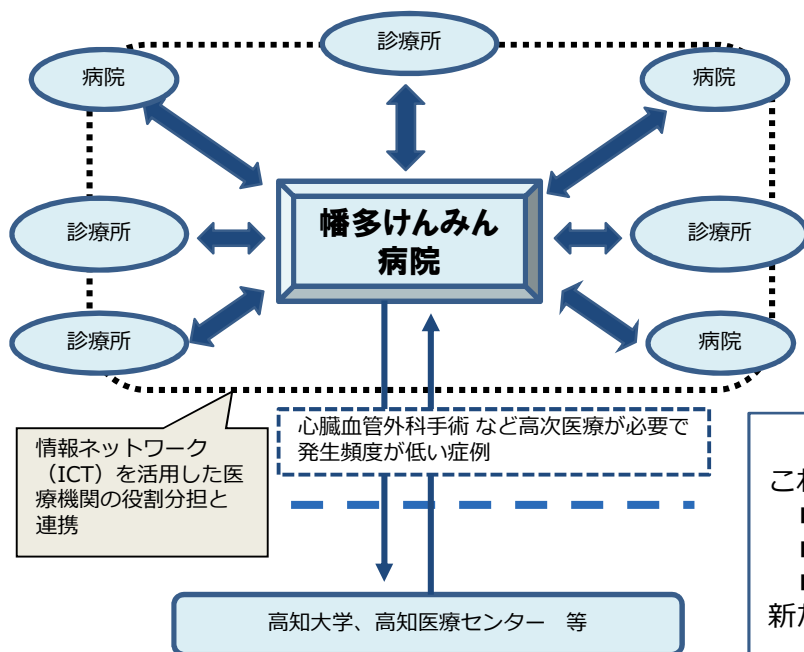 診療所
病院
病院
幡多けんみん
病院
診療所
診療所
診療所
病院
心臓血管外科手術 など高次医療が必要で
発生頻度が低い症例
情報ネットワーク
（ICT）を活用した医
療機関の役割分担と
連携
高知大学、高知医療センター　等
新た